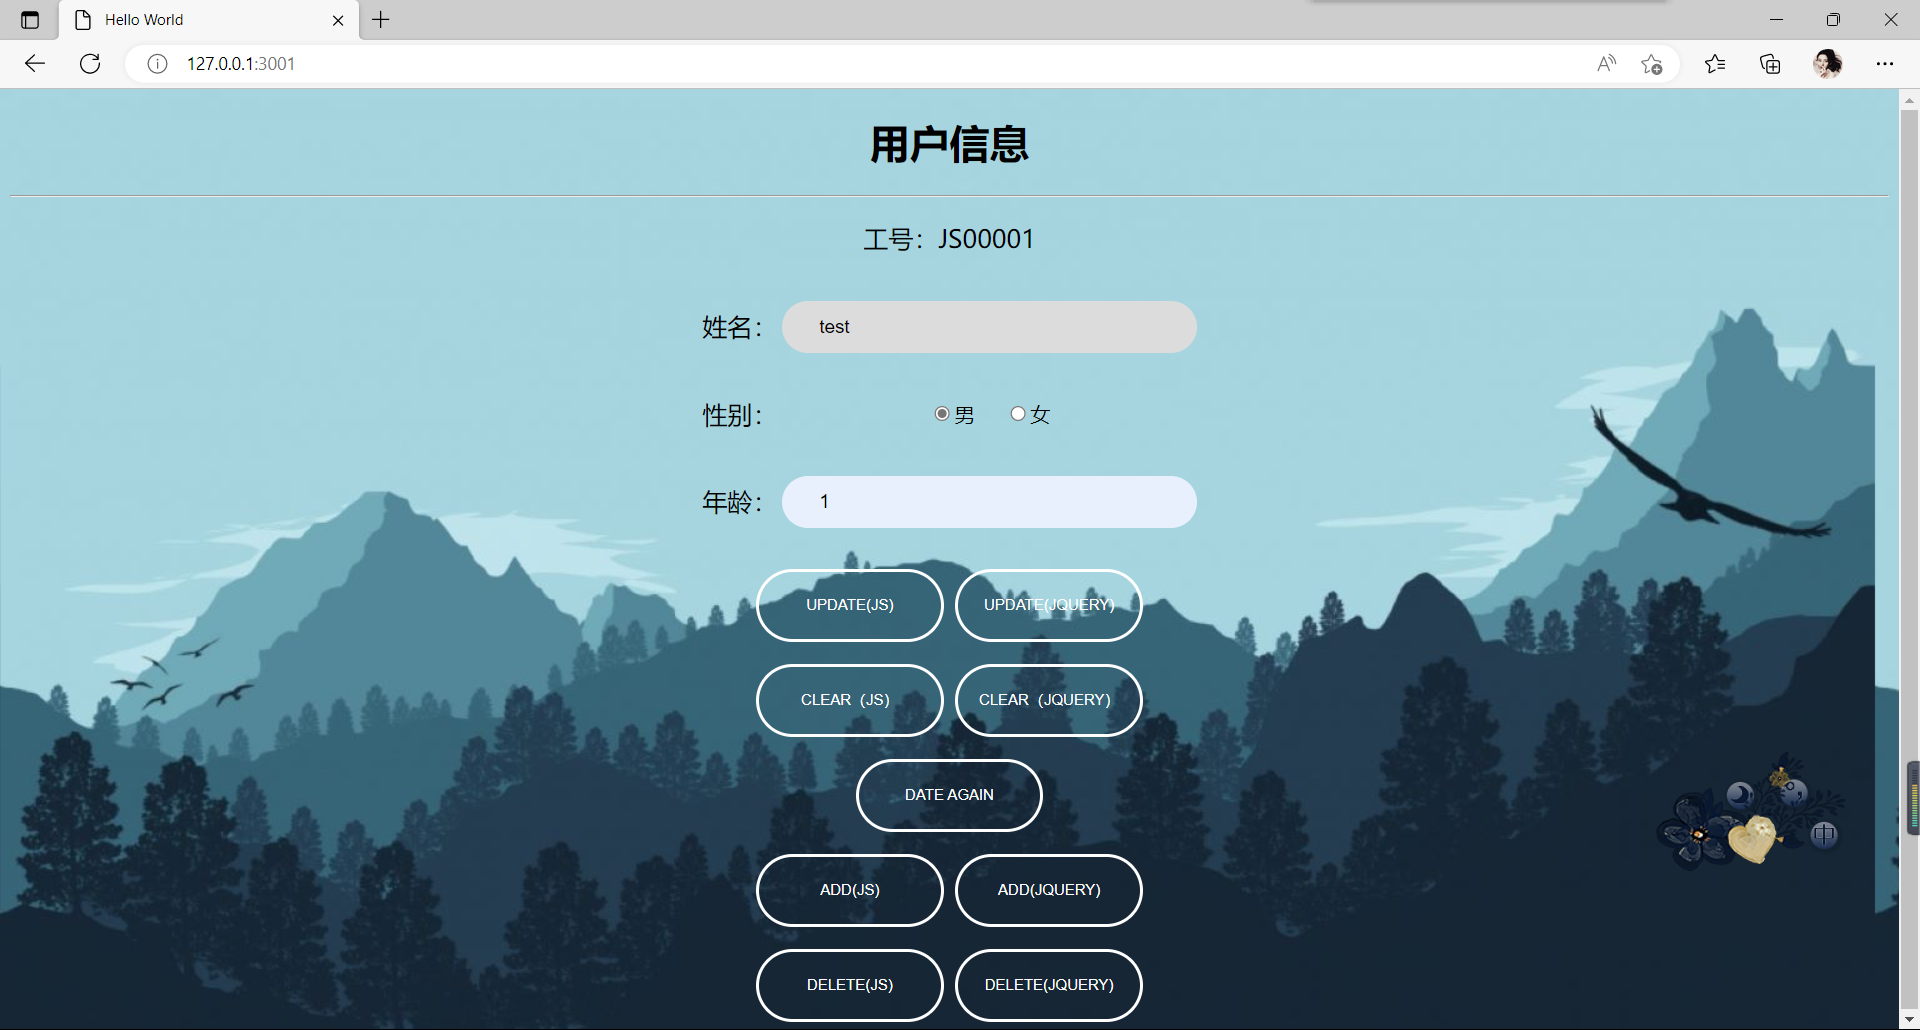 Hello World
127.0.0.1:3001
用户信息
工号：JS00001
姓名： test
性别： 男 女
年龄： 1
UPDATE(JS) UPDATE(JQUERY)
CLEAR（JS) CLEAR（JQUERY)
DATE AGAIN
ADD(JS) ADD(JQUERY)
DELETE(JS) DELETE(JQUERY)
中